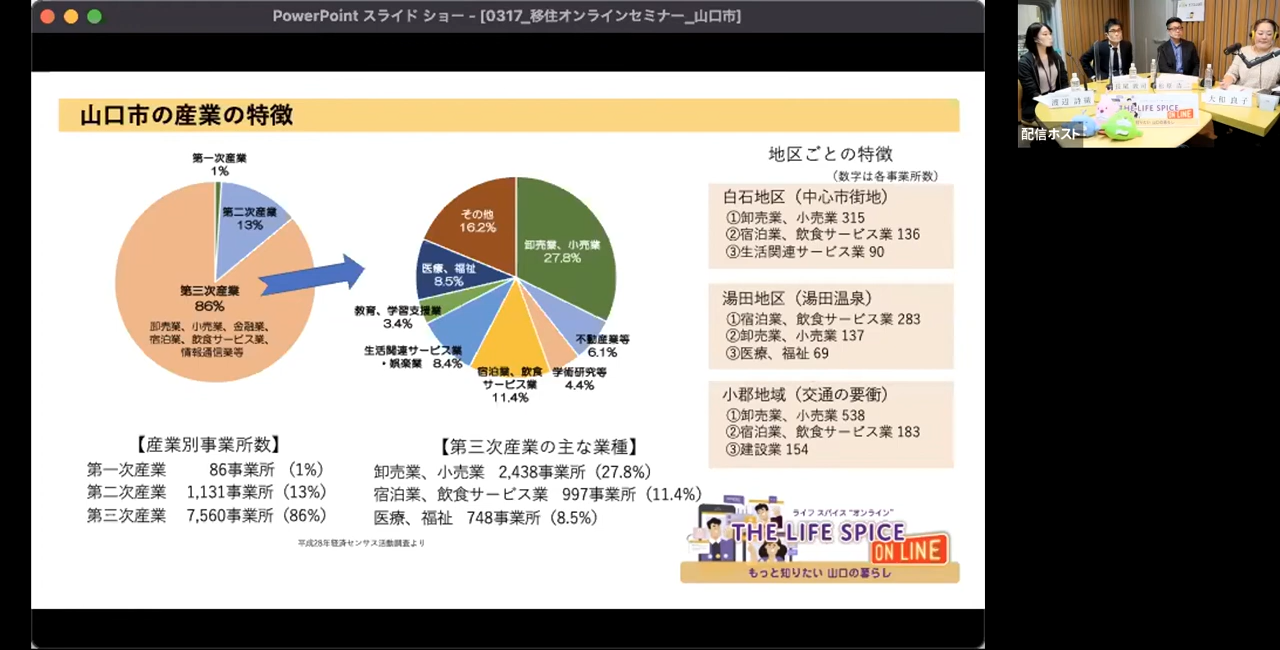 PowerPoint スライド ショー - [0317_移住オンラインセミナー_山口市]
山口市の産業の特徴
第一次産業
1%
第二次産業
13%
第三次産業
86%
卸売業、小売業、金融業、
宿泊業、飲食サービス業、
情報通信業等
その他
16.2%
卸売業、小売業
27.8%
医療、福祉
8.5%
教育、学習支援業
3.4%
生活関連サービス業
・娯楽業 8.4%
宿泊業、飲食
サービス業
11.4%
学術研究等
4.4%
不動産業等
6.1%
【産業別事業所数】
第一次産業 86事業所 （1%）
第二次産業 1,131事業所（13%）
第三次産業 7,560事業所（86%）
平成28年経済センサス活動調査より
【第三次産業の主な業種】
卸売業、小売業 2,438事業所（27.8%）
宿泊業、飲食サービス業 997事業所（11.4%）
医療、福祉 748事業所（8.5%）
地区ごとの特徴
（数字は各事業所数）
白石地区（中心市街地）
①卸売業、小売業 315
②宿泊業、飲食サービス業 136
③生活関連サービス業 90
湯田地区（湯田温泉）
①宿泊業、飲食サービス業 283
②卸売業、小売業 137
③医療、福祉 69
小郡地域（交通の要衝）
①卸売業、小売業 538
②宿泊業、飲食サービス業 183
③建設業 154
ライフ スパイス “オンライン”
THE LIFE SPICE
ON LINE
もっと知りたい 山口の暮らし
渡辺 詩織
大和 良子
THE LIFE SPICE
ON LINE
配信ホスト